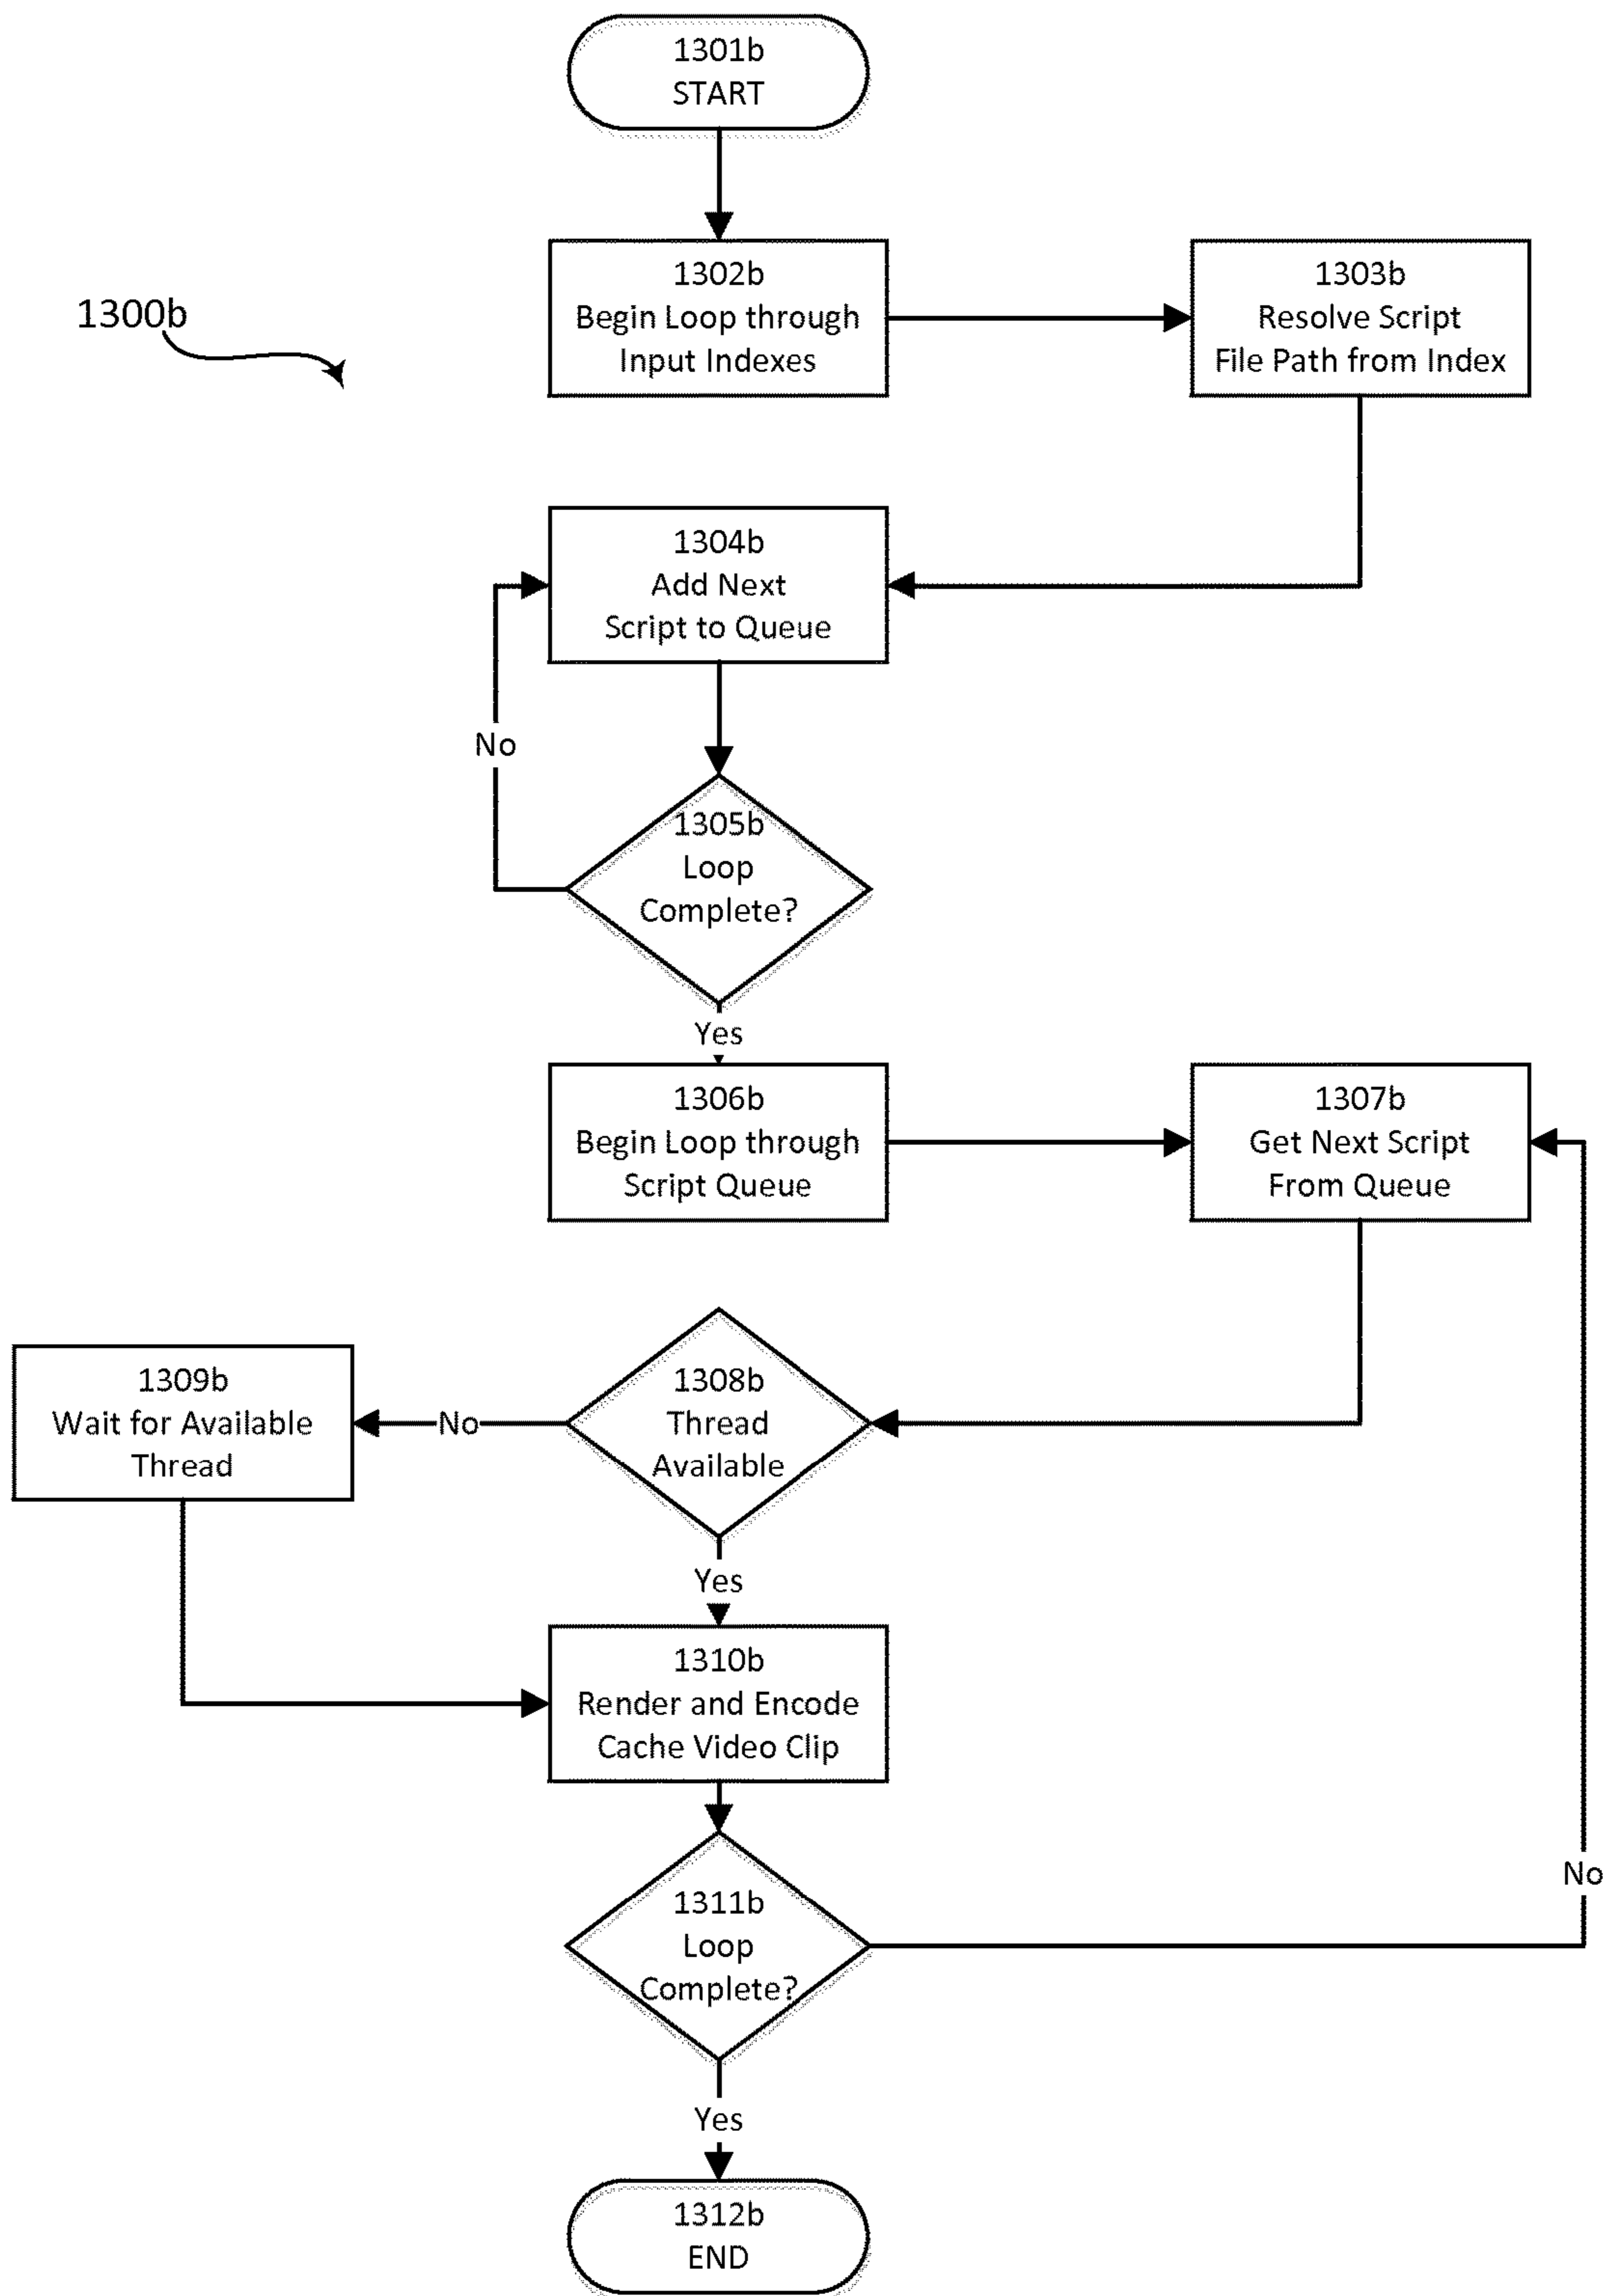 1301b
START
1302b
Begin Loop through
Input Indexes
1303b
Resolve Script
File Path from Index
1300b
1304b
Add Next
Script to Queue
No
1305b
Loop
Complete?
Yes
1306b
Begin Loop through
Script Queue
1307b
Get Next Script
From Queue
1309b
Wait for Available
Thread
No
1308b
Thread
Available
Yes
1310b
Render and Encode
Cache Video Clip
1311b
Loop
Complete?
No
Yes
1312b
END